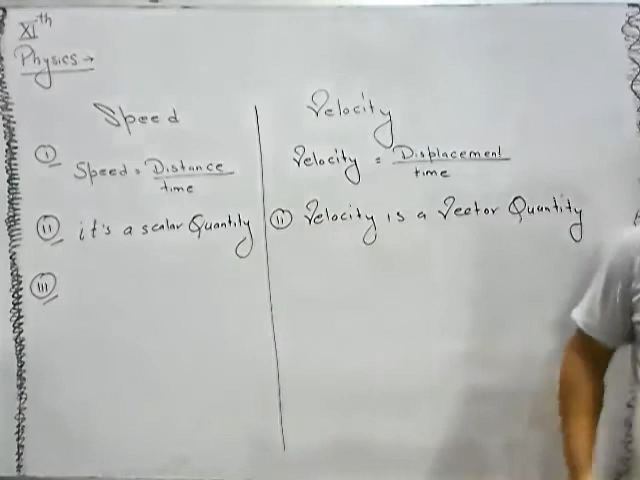 XIth
Physics →
Speed
(i) Speed = Distance / time
(ii) it's a scalar Quantity
(iii)
Velocity
Velocity = Displacement / time
(ii) Velocity is a Vector Quantity